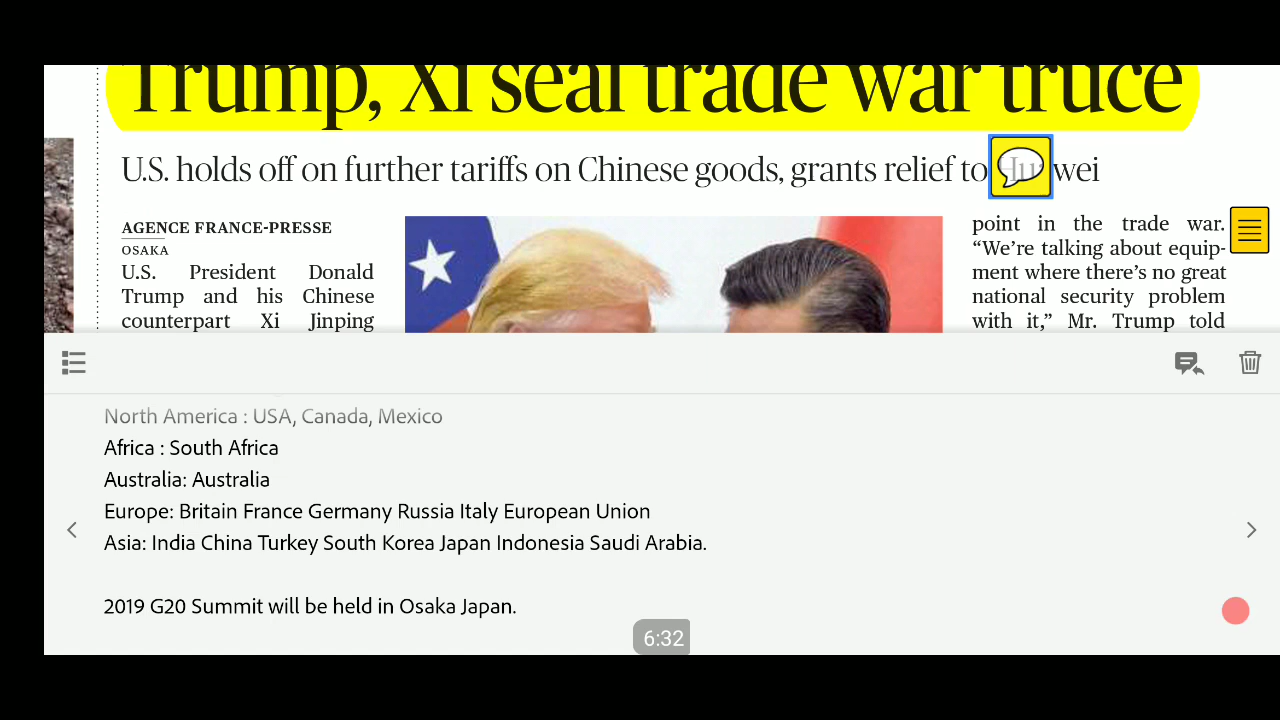 Trump, Xi seal trade war truce
U.S. holds off on further tariffs on Chinese goods, grants relief to Huawei
AGENCE FRANCE-PRESSE
OSAKA
U.S. President Donald
Trump and his Chinese
counterpart Xi Jinping
point in the trade war.
“We’re talking about equip-
ment where there’s no great
national security problem
with it,” Mr. Trump told
North America : USA, Canada, Mexico
Africa : South Africa
Australia: Australia
Europe: Britain France Germany Russia Italy European Union
Asia: India China Turkey South Korea Japan Indonesia Saudi Arabia.
2019 G20 Summit will be held in Osaka Japan.
6:32